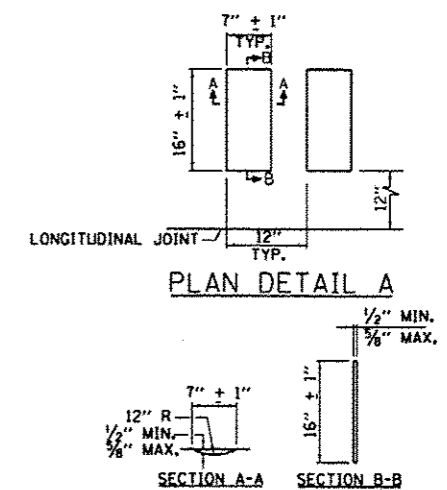 7" ± 1"
TYP.
B
A
A
16" ± 1"
B
12"
LONGITUDINAL JOINT
12"
TYP.
PLAN DETAIL A
1/2" MIN.
5/8" MAX.
7" ± 1"
12" R
1/2" MIN.
5/8" MAX.
16" ± 1"
SECTION A-A
SECTION B-B